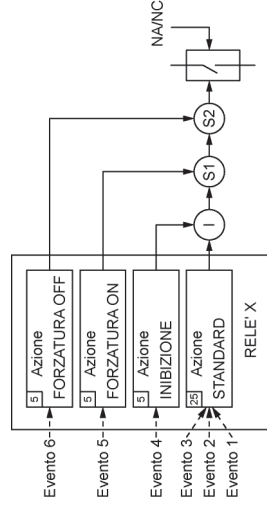 NA/NC
S2
S1
I
5
Azione
FORZATURA OFF
5
Azione
FORZATURA ON
5
Azione
INIBIZIONE
25
Azione
STANDARD
RELE' X
Evento 6
Evento 5
Evento 4
Evento 3
Evento 2
Evento 1